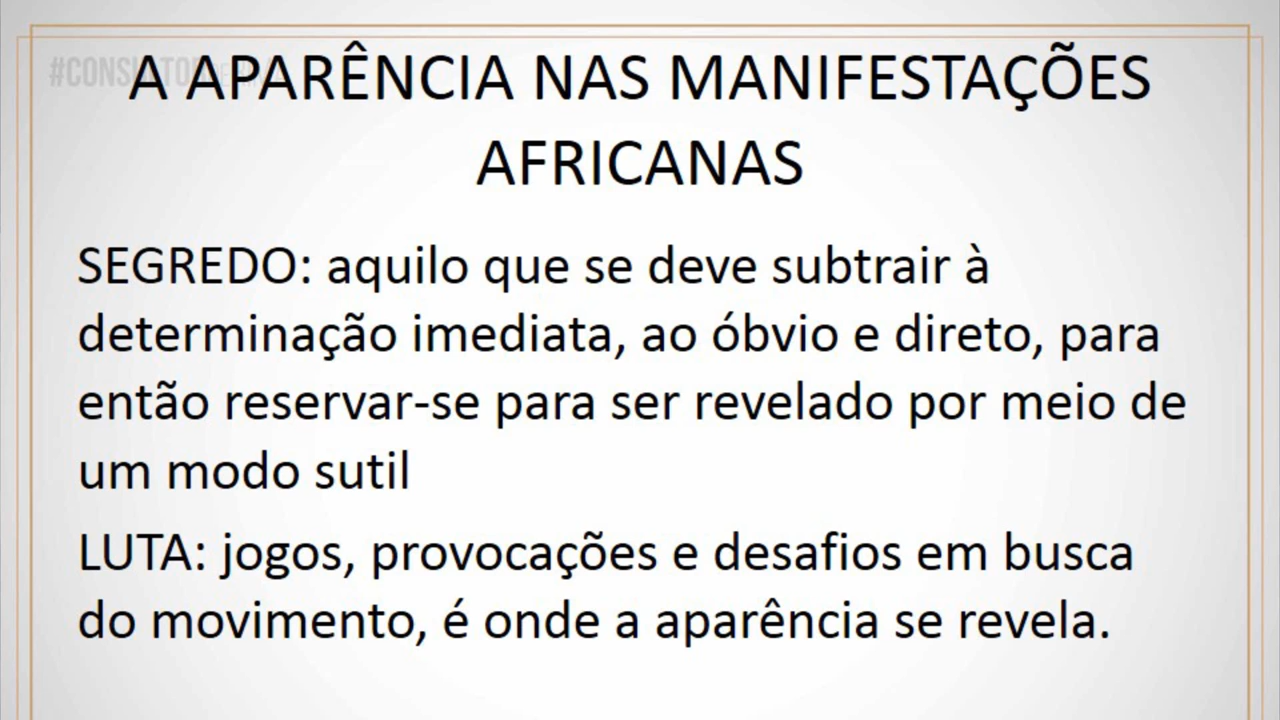 A APARÊNCIA NAS MANIFESTAÇÕES
AFRICANAS
SEGREDO: aquilo que se deve subtrair à
determinação imediata, ao óbvio e direto, para
então reservar-se para ser revelado por meio de
um modo sutil
LUTA: jogos, provocações e desafios em busca
do movimento, é onde a aparência se revela.